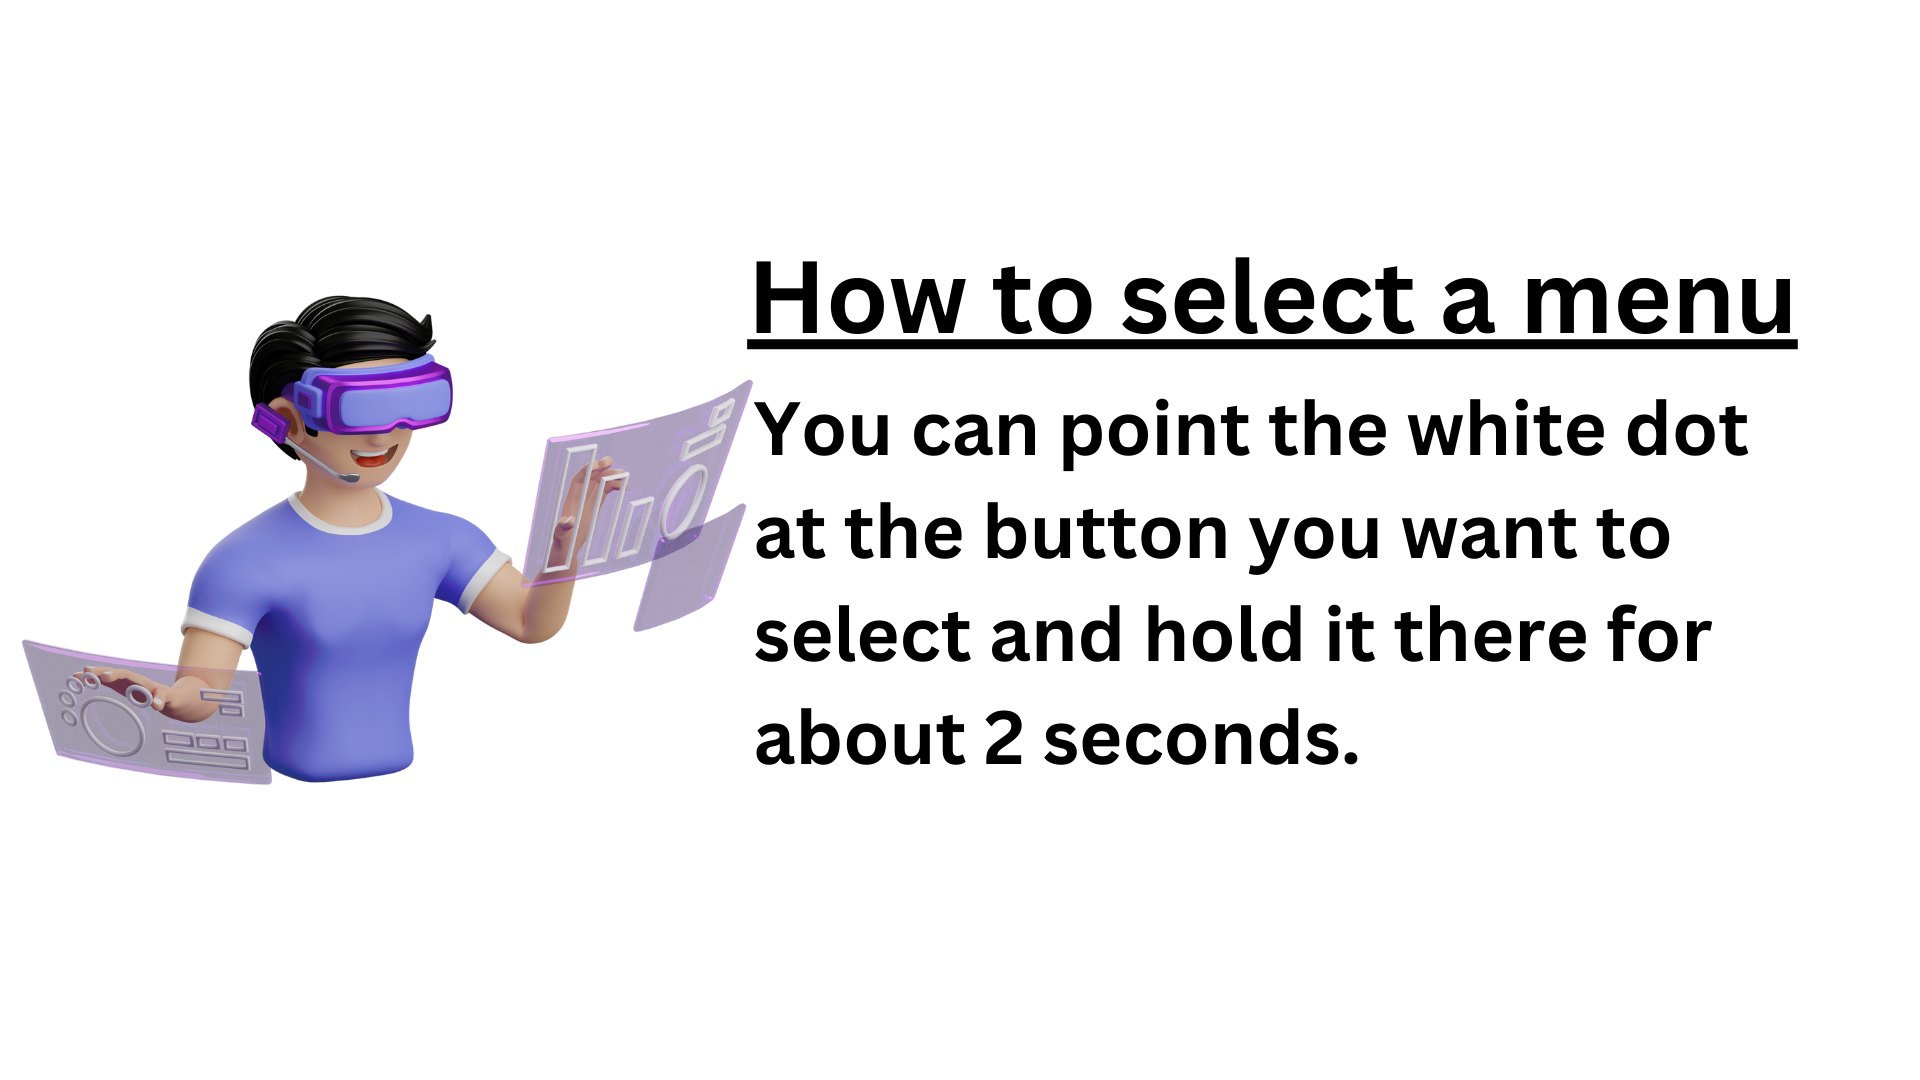 How to select a menu
You can point the white dot
at the button you want to
select and hold it there for
about 2 seconds.